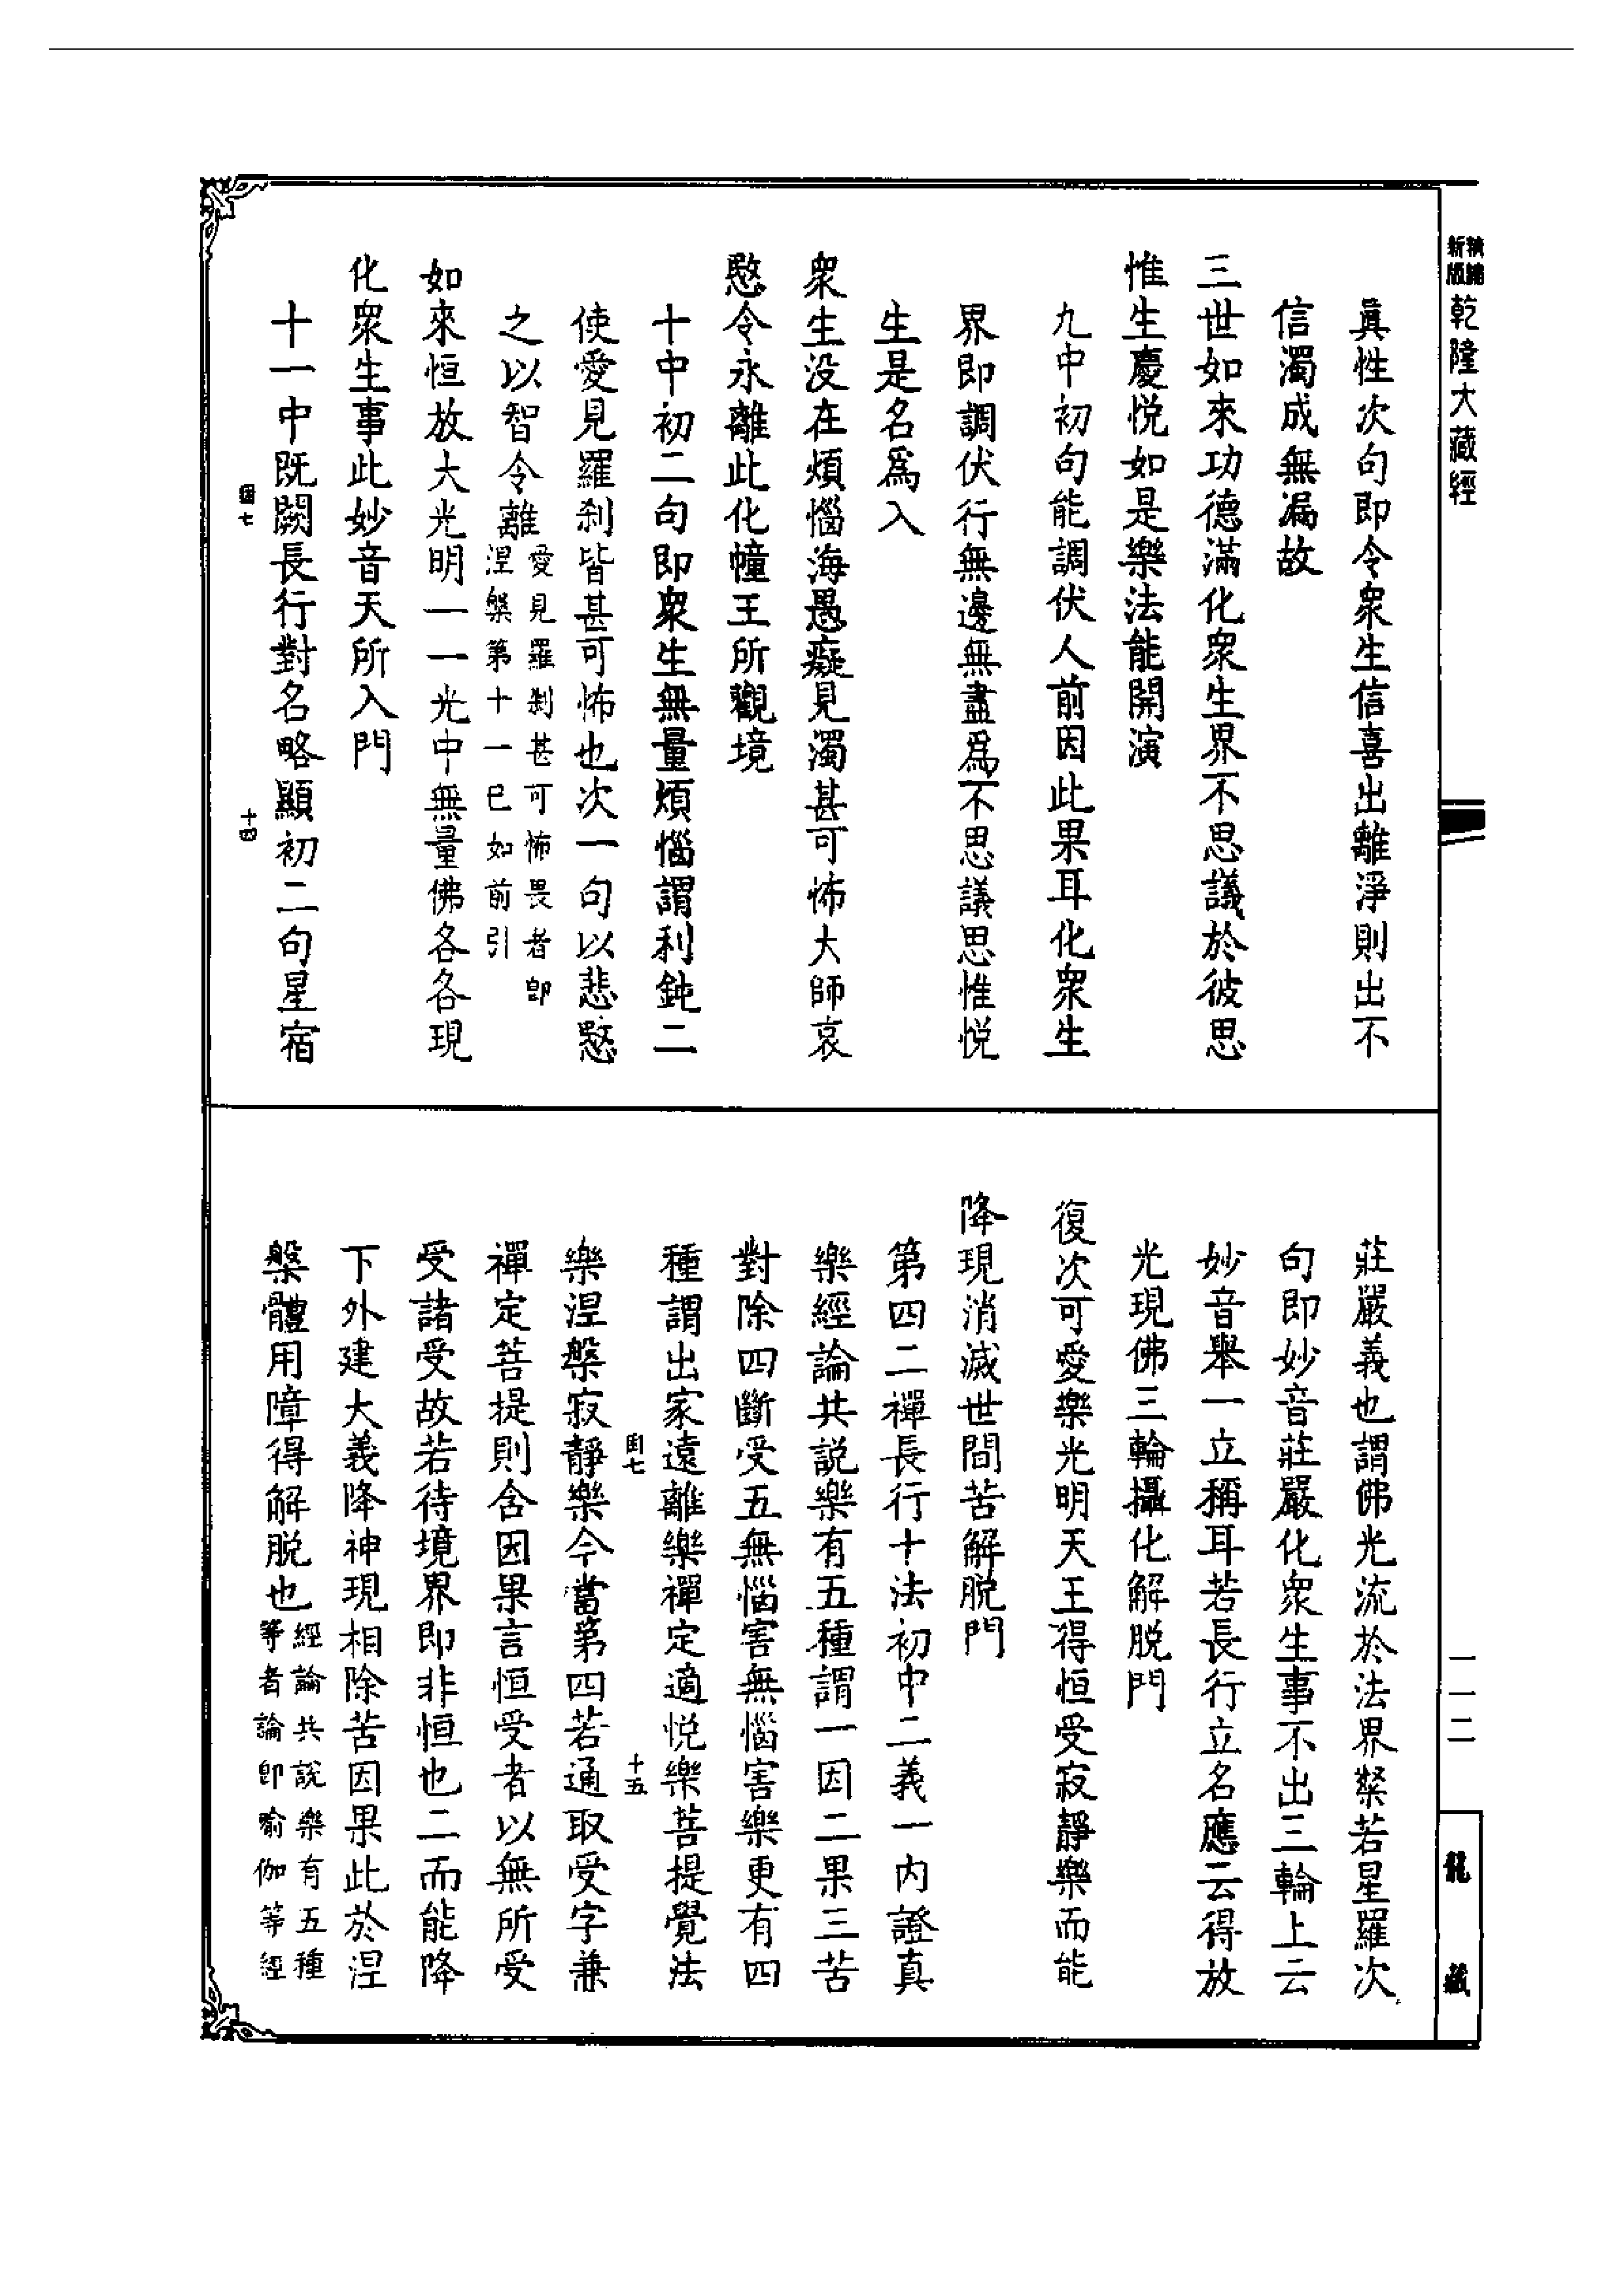 新版
精縮
乾隆大藏經
眞性次句即令衆生信喜出離淨則出不
信濁成無漏故
三世如來功德滿化衆生界不思議於彼思
惟生慶悅如是樂法能開演
九中初句能調伏人前因此果耳化衆生
界即調伏行無邊無盡爲不思議思惟悅
生是名爲入
衆生没在煩惱海愚癡見濁甚可怖大師哀
愍令永離此化幢王所觀境
十中初二句即衆生無量煩惱謂利鈍二
使愛見羅刹皆甚可怖也次一句以悲愍
之以智令離
愛見羅刹甚可怖畏者即
涅槃第十一已如前引
如來恒放大光明一一光中無量佛各各現
化衆生事此妙音天所入門
十一中既闕長行對名略顯初二句星宿
十四
莊嚴義也謂佛光流於法界粲若星羅次
句即妙音莊嚴化衆生事不出三輪上云
妙音舉一立稱耳若長行立名應云得放
光現佛三輪攝化解脫門
復次可愛樂光明天王得恒受寂靜樂而能
降現消滅世間苦解脫門
第四二禪長行十法初中二義一內證真
樂經論共説樂有五種謂一因二果三苦
對除四斷受五無惱害無惱害樂更有四
種謂出家遠離樂禪定適悅樂菩提覺法
十五
樂涅槃寂靜樂今當第四若通取受字兼
禪定菩提則含因果言恒受者以無所受
受諸受故若待境界即非恒也二而能降
下外建大義降神現相除苦因果此於涅
槃體用障得解脫也
經論共説樂有五種
等者論即瑜伽等經
一一二
龍藏